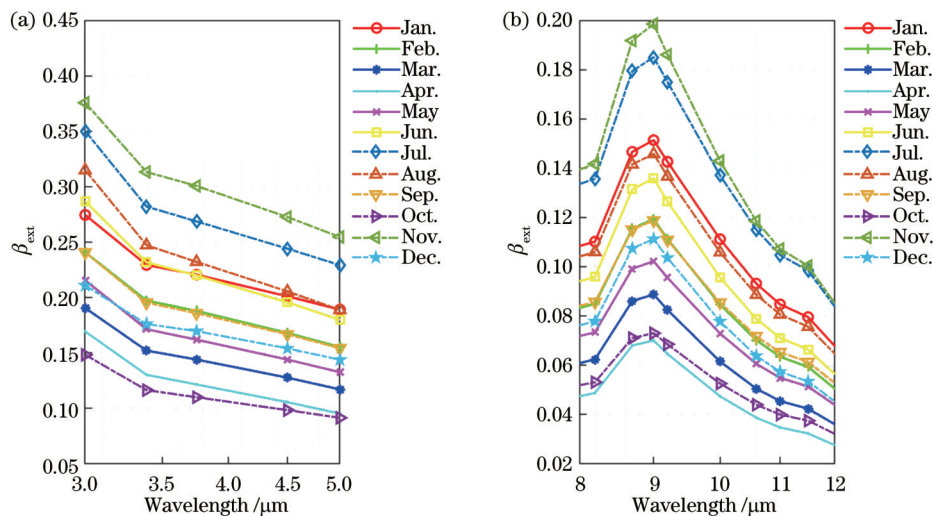 (a)
β_ext
0.45
0.40
0.35
0.30
0.25
0.20
0.15
0.10
0.05
3.0 3.5 4.0 4.5 5.0
Wavelength /μm
Jan.
Feb.
Mar.
Apr.
May
Jun.
Jul.
Aug.
Sep.
Oct.
Nov.
Dec.
(b)
β_ext
0.20
0.18
0.16
0.14
0.12
0.10
0.08
0.06
0.04
0.02
8 9 10 11 12
Wavelength /μm
Jan.
Feb.
Mar.
Apr.
May
Jun.
Jul.
Aug.
Sep.
Oct.
Nov.
Dec.